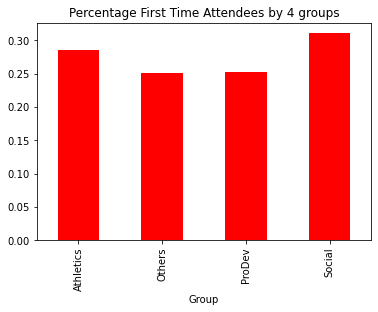 Percentage First Time Attendees by 4 groups
0.30
0.25
0.20
0.15
0.10
0.05
0.00
Athletics
Others
ProDev
Social
Group